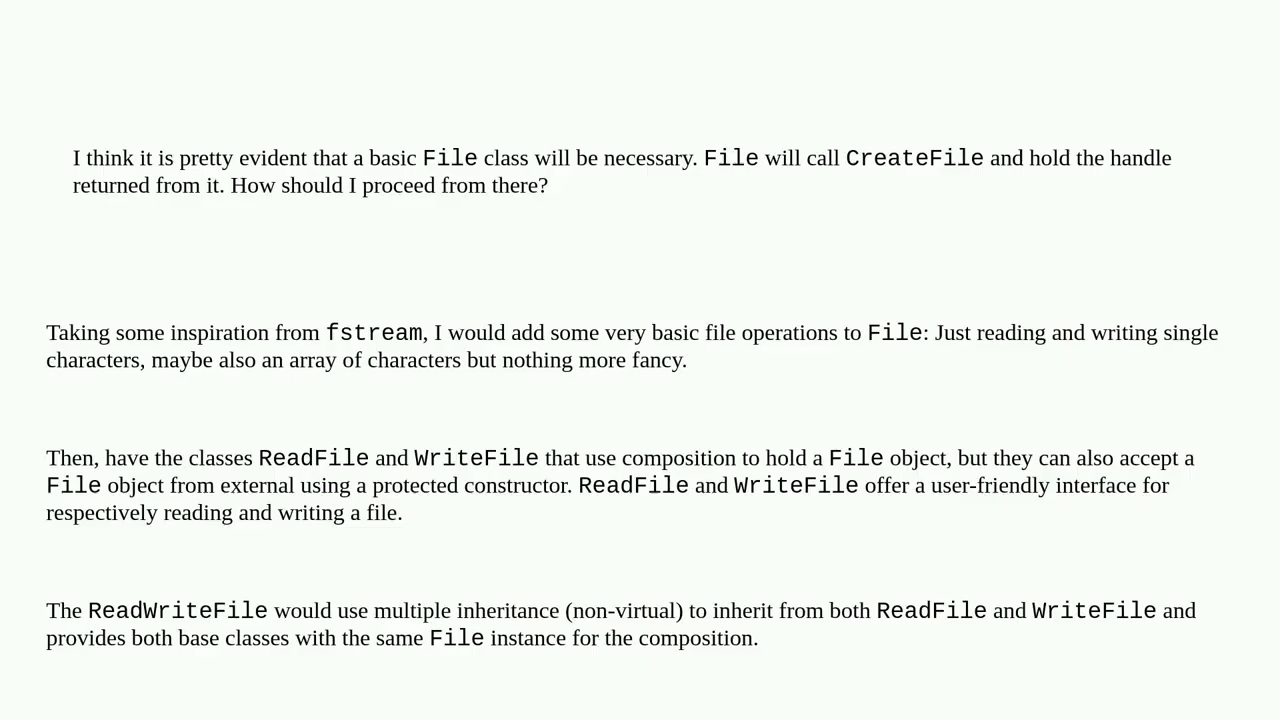 I think it is pretty evident that a basic File class will be necessary. File will call CreateFile and hold the handle
returned from it. How should I proceed from there?
Taking some inspiration from fstream, I would add some very basic file operations to File: Just reading and writing single
characters, maybe also an array of characters but nothing more fancy.
Then, have the classes ReadFile and WriteFile that use composition to hold a File object, but they can also accept a
File object from external using a protected constructor. ReadFile and WriteFile offer a user-friendly interface for
respectively reading and writing a file.
The ReadWriteFile would use multiple inheritance (non-virtual) to inherit from both ReadFile and WriteFile and
provides both base classes with the same File instance for the composition.